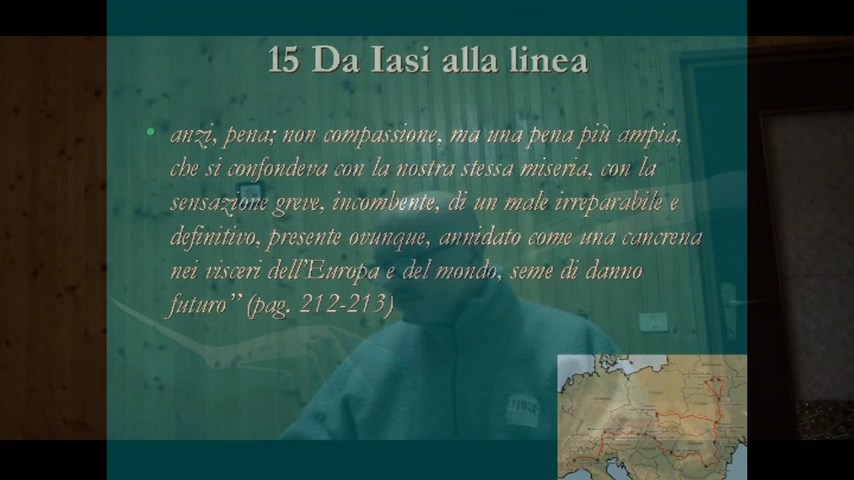 15 Da Iasi alla linea
• anzi, pena; non compassione, ma una pena più ampia,
che si confondeva con la nostra stessa miseria, con la
sensazione greve, incombente, di un male irreparabile e
definitivo, presente ovunque, annidato come una cancrena
nei visceri dell'Europa e del mondo, seme di danno
futuro” (pag. 212-213)